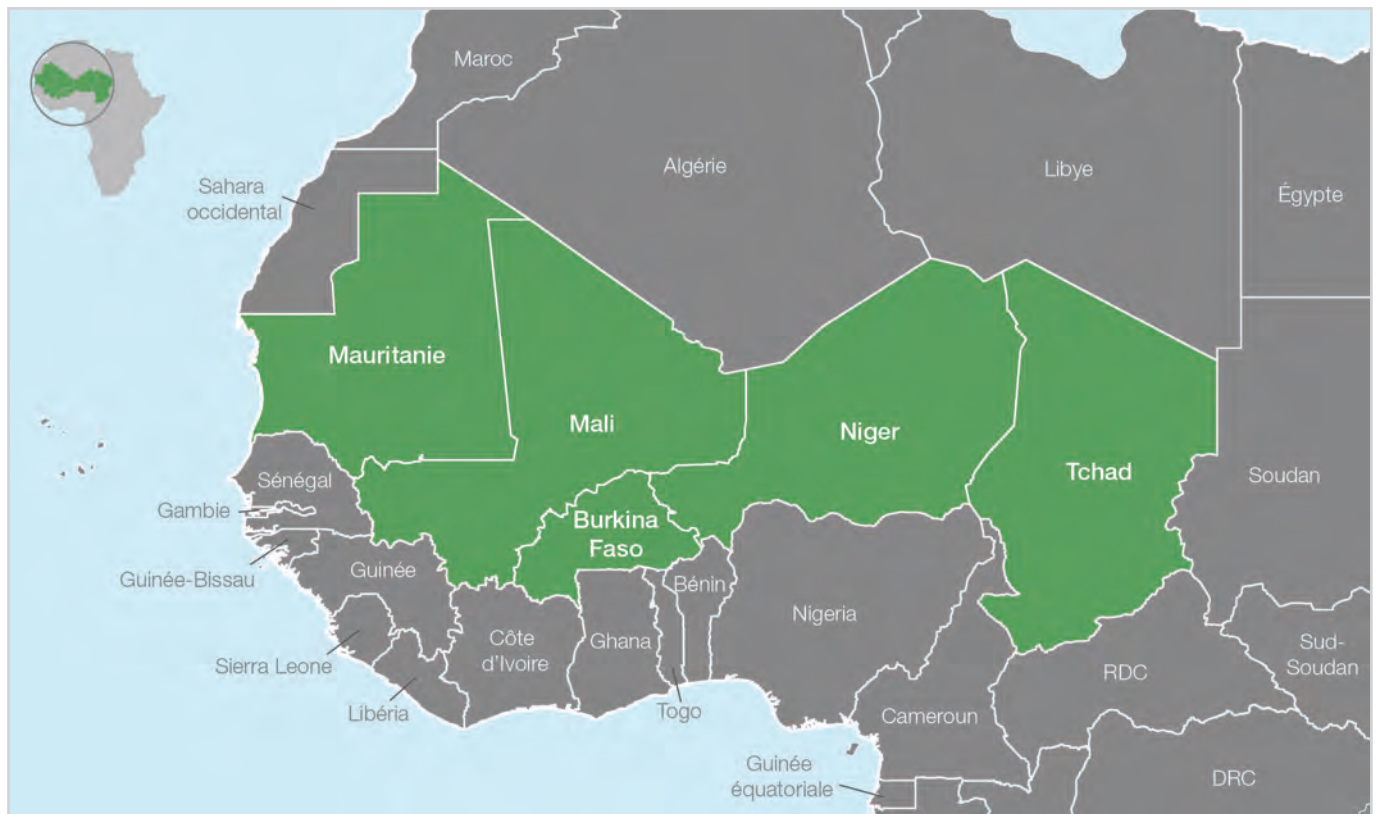 Maroc
Algérie
Libye
Égypte
Sahara
occidental
Mauritanie
Mali
Niger
Tchad
Soudan
Sénégal
Gambie
Burkina
Faso
Guinée-Bissau
Guinée
Bénin
Nigeria
Côte
d'Ivoire
Ghana
Sierra Leone
Libéria
Togo
Cameroun
RDC
Sud-
Soudan
Guinée
équatoriale
DRC